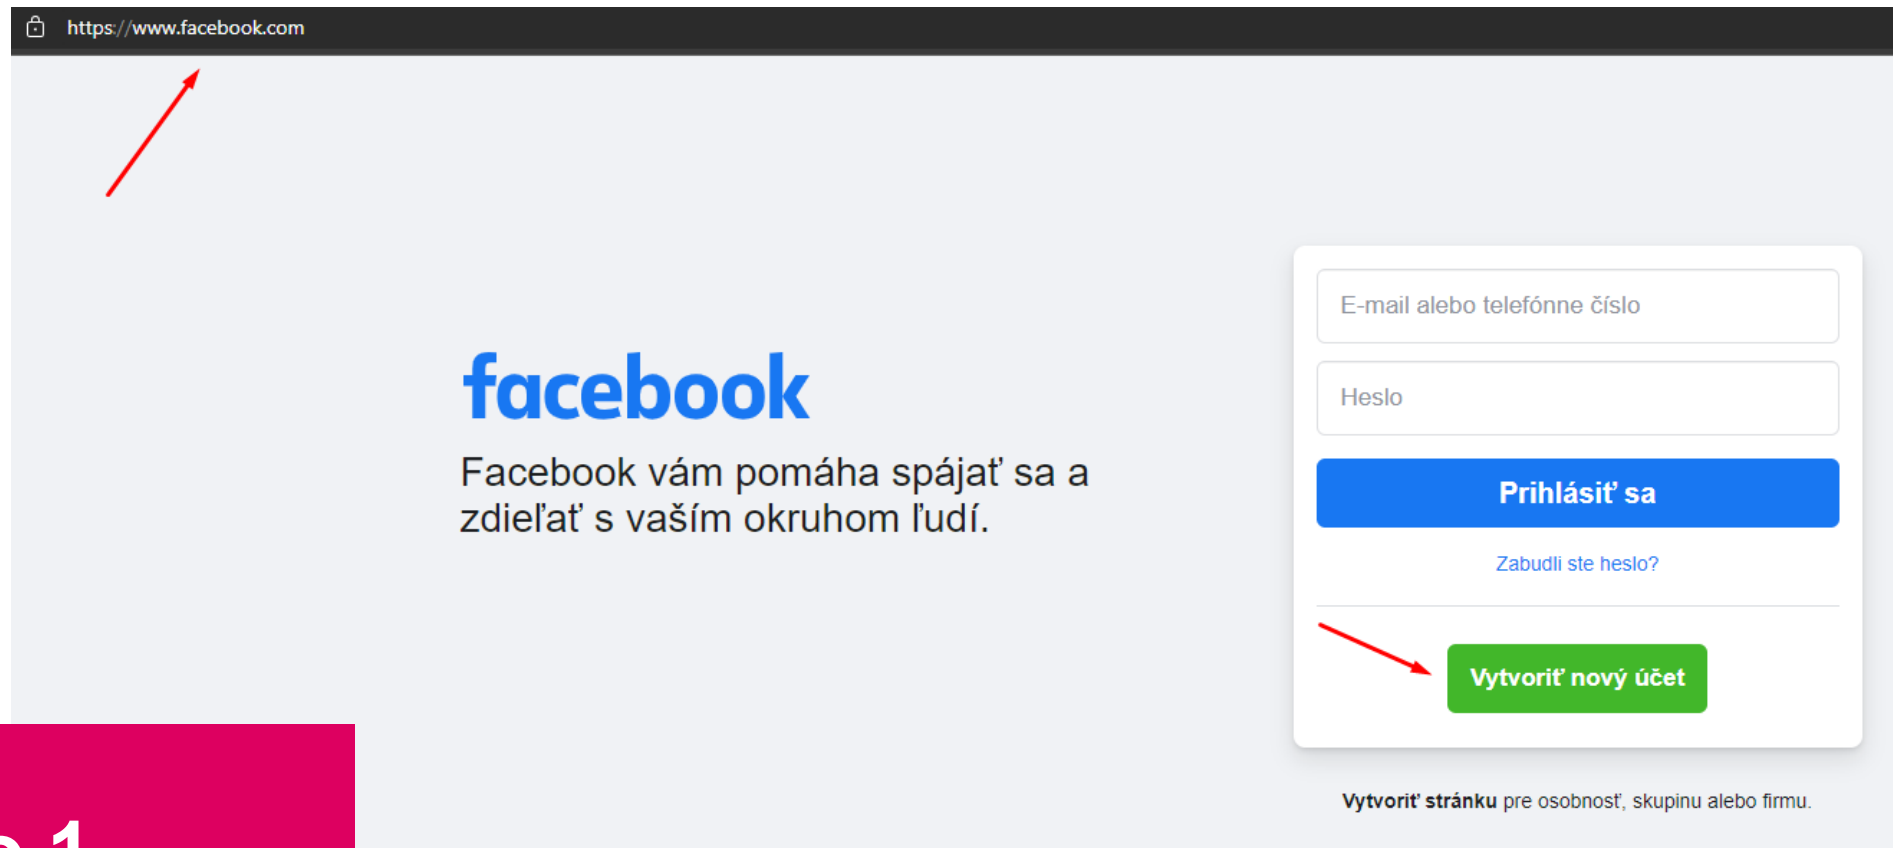 https://www.facebook.com
facebook
Facebook vám pomáha spájať sa a
zdieľať s vaším okruhom ľudí.
E-mail alebo telefónne číslo
Heslo
Prihlásiť sa
Zabudli ste heslo?
Vytvoriť nový účet
Vytvoriť stránku pre osobnosť, skupinu alebo firmu.
1